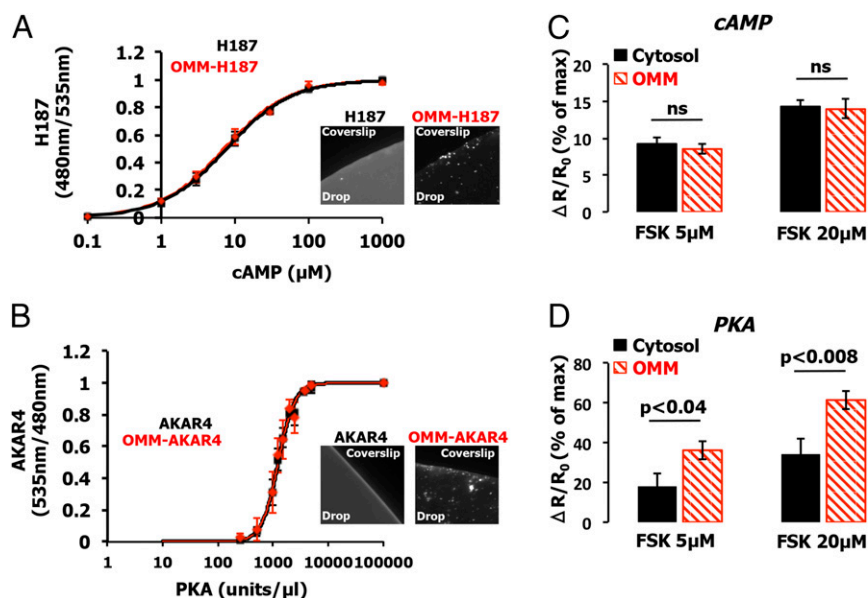 A
H187
OMM-H187
H187
(480nm/535nm)
1.2
1
0.8
0.6
0.4
0.2
0
0.1
1
10
100
1000
cAMP (µM)
H187
OMM-H187
Coverslip
Drop
Coverslip
Drop
B
AKAR4
OMM-AKAR4
AKAR4
(535nm/480nm)
1.2
1
0.8
0.6
0.4
0.2
0
1
10
100
1000
10000
100000
PKA (units/µl)
AKAR4
OMM-AKAR4
Coverslip
Drop
Coverslip
Drop
C
cAMP
Cytosol
OMM
Δ R/R0 (% of max)
20
15
10
5
0
ns
ns
FSK 5µM
FSK 20µM
D
PKA
Cytosol
OMM
Δ R/R0 (% of max)
80
60
40
20
0
p<0.04
p<0.008
FSK 5µM
FSK 20µM